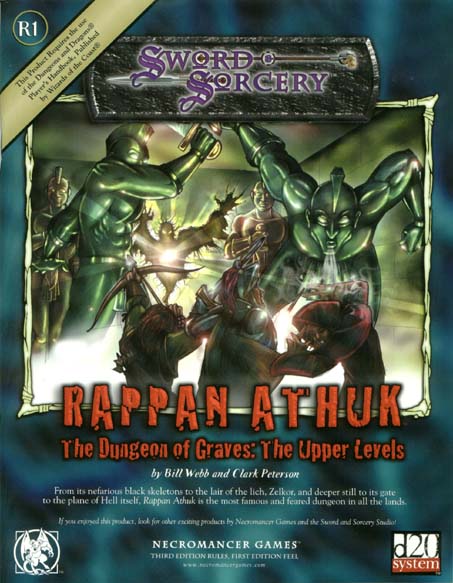 R1
This Product Requires the use
of the Dungeons and Dragons®
Player's Handbook, Published
by Wizards of the Coast®
SWORD
SORCERY
RAPPAN ATHUK
The Dungeon of Graves: The Upper Levels
by Bill Webb and Clark Peterson
From its nefarious black skeletons to the lair of the lich, Zelkor, and deeper still to its gate
to the plane of Hell itself, Rappan Athuk is the most famous and feared dungeon in all the lands.
If you enjoyed this product, look for other exciting products by Necromancer Games and the Sword and Sorcery Studio!
NECROMANCER GAMES™
THIRD EDITION RULES, FIRST EDITION FEEL
www.necromancergames.com
d20
system™